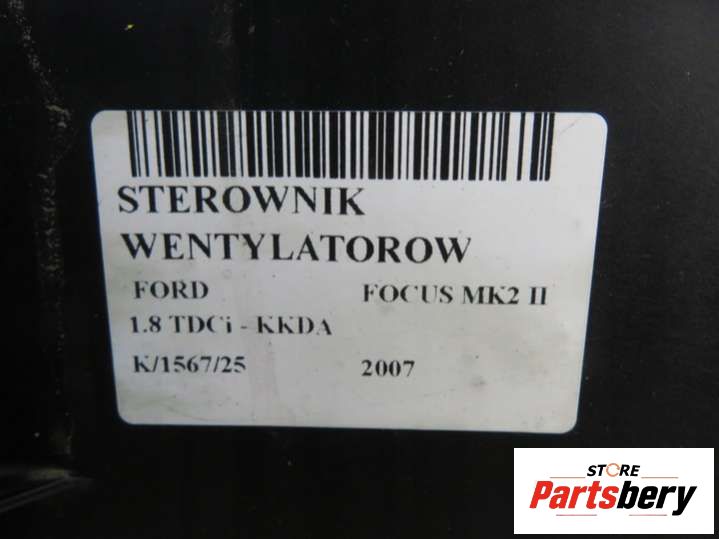 STEROWNIK
WENTYLATOROW
FORD FOCUS MK2 II
1.8 TDCi - KKDA
K/1567/25 2007
STORE
Partsbery